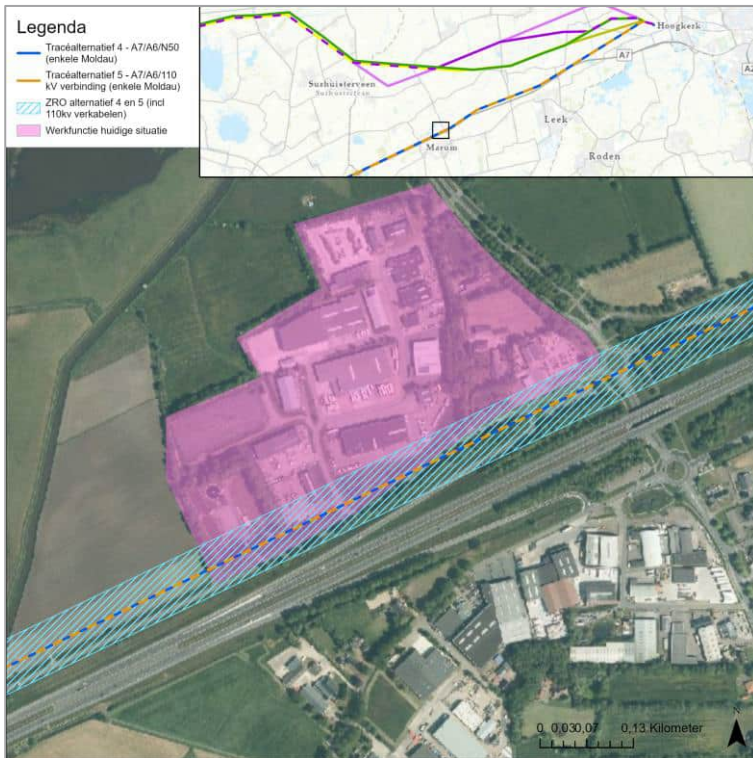 Legenda
Tracéalternatief 4 - A7/A6/N50
(enkele Moldau)
Tracéalternatief 5 - A7/A6/110
kV verbinding (enkele Moldau)
ZRO alternatief 4 en 5 (incl
110kv verkabelen)
Werkfunctie huidige situatie
Hoogkerk
A7
A2
Surhuisterveen
Leek
Marum
Roden
N
0 0,030,07 0,13 Kilometer